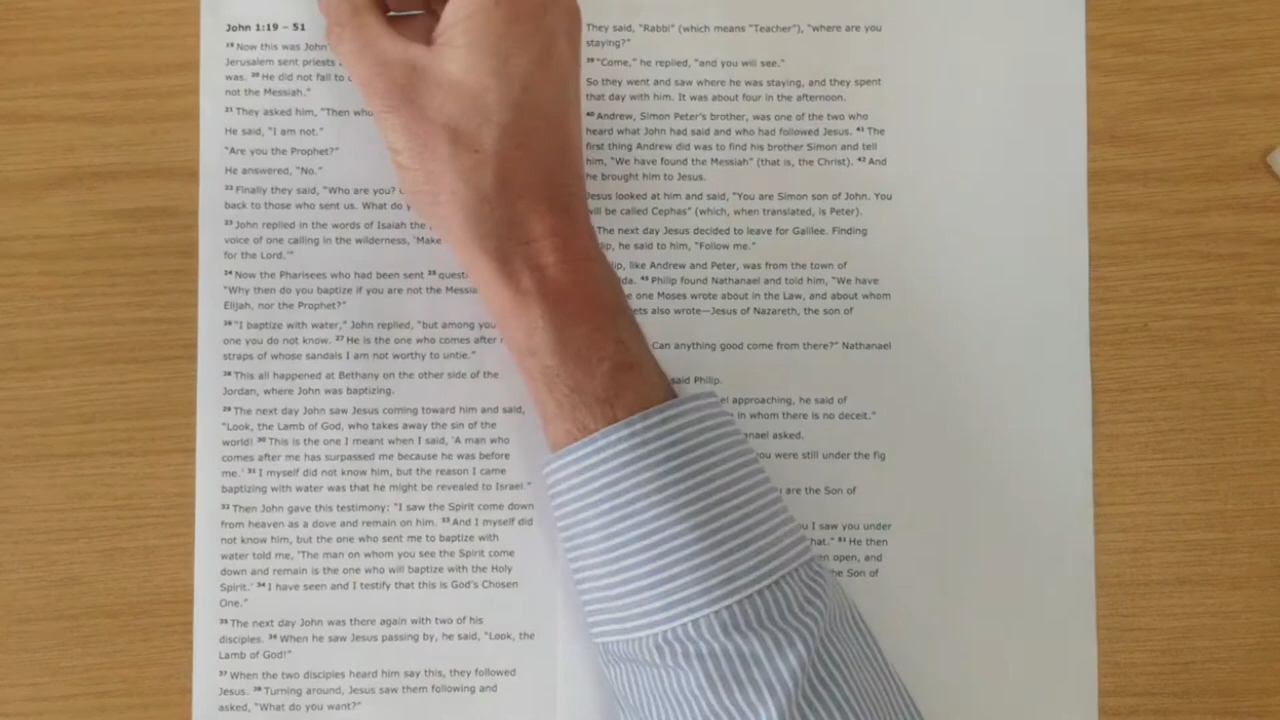 John 1:19 – 51
19 Now this was John'
Jerusalem sent priests
was. 20 He did not fail to
not the Messiah."
21 They asked him, "Then who
He said, "I am not."
"Are you the Prophet?"
He answered, "No."
22 Finally they said, "Who are you?
back to those who sent us. What do
23 John replied in the words of Isaiah the
voice of one calling in the wilderness, 'Make
for the Lord.'"
24 Now the Pharisees who had been sent 25 questi
"Why then do you baptize if you are not the Messia
Elijah, nor the Prophet?"
26 "I baptize with water," John replied, "but among you
one you do not know. 27 He is the one who comes after
straps of whose sandals I am not worthy to untie."
28 This all happened at Bethany on the other side of the
Jordan, where John was baptizing.
29 The next day John saw Jesus coming toward him and said,
"Look, the Lamb of God, who takes away the sin of the
world! 30 This is the one I meant when I said, 'A man who
comes after me has surpassed me because he was before
me.' 31 I myself did not know him, but the reason I came
baptizing with water was that he might be revealed to Israel."
32 Then John gave this testimony: "I saw the Spirit come down
from heaven as a dove and remain on him. 33 And I myself did
not know him, but the one who sent me to baptize with
water told me, 'The man on whom you see the Spirit come
down and remain is the one who will baptize with the Holy
Spirit.' 34 I have seen and I testify that this is God's Chosen
One."
35 The next day John was there again with two of his
disciples. 36 When he saw Jesus passing by, he said, "Look, the
Lamb of God!"
37 When the two disciples heard him say this, they followed
Jesus. 38 Turning around, Jesus saw them following and
asked, "What do you want?"
They said, "Rabbi" (which means "Teacher"), "where are you
staying?"
39 "Come," he replied, "and you will see."
So they went and saw where he was staying, and they spent
that day with him. It was about four in the afternoon.
40 Andrew, Simon Peter's brother, was one of the two who
heard what John had said and who had followed Jesus. 41 The
first thing Andrew did was to find his brother Simon and tell
him, "We have found the Messiah" (that is, the Christ). 42 And
he brought him to Jesus.
Jesus looked at him and said, "You are Simon son of John. You
will be called Cephas" (which, when translated, is Peter).
The next day Jesus decided to leave for Galilee. Finding
lip, he said to him, "Follow me."
lip, like Andrew and Peter, was from the town of
da. 45 Philip found Nathanael and told him, "We have
e one Moses wrote about in the Law, and about whom
ets also wrote—Jesus of Nazareth, the son of
Can anything good come from there?" Nathanael
said Philip.
el approaching, he said of
in whom there is no deceit."
anael asked.
you were still under the fig
are the Son of
u I saw you under
hat." 51 He then
en open, and
he Son of